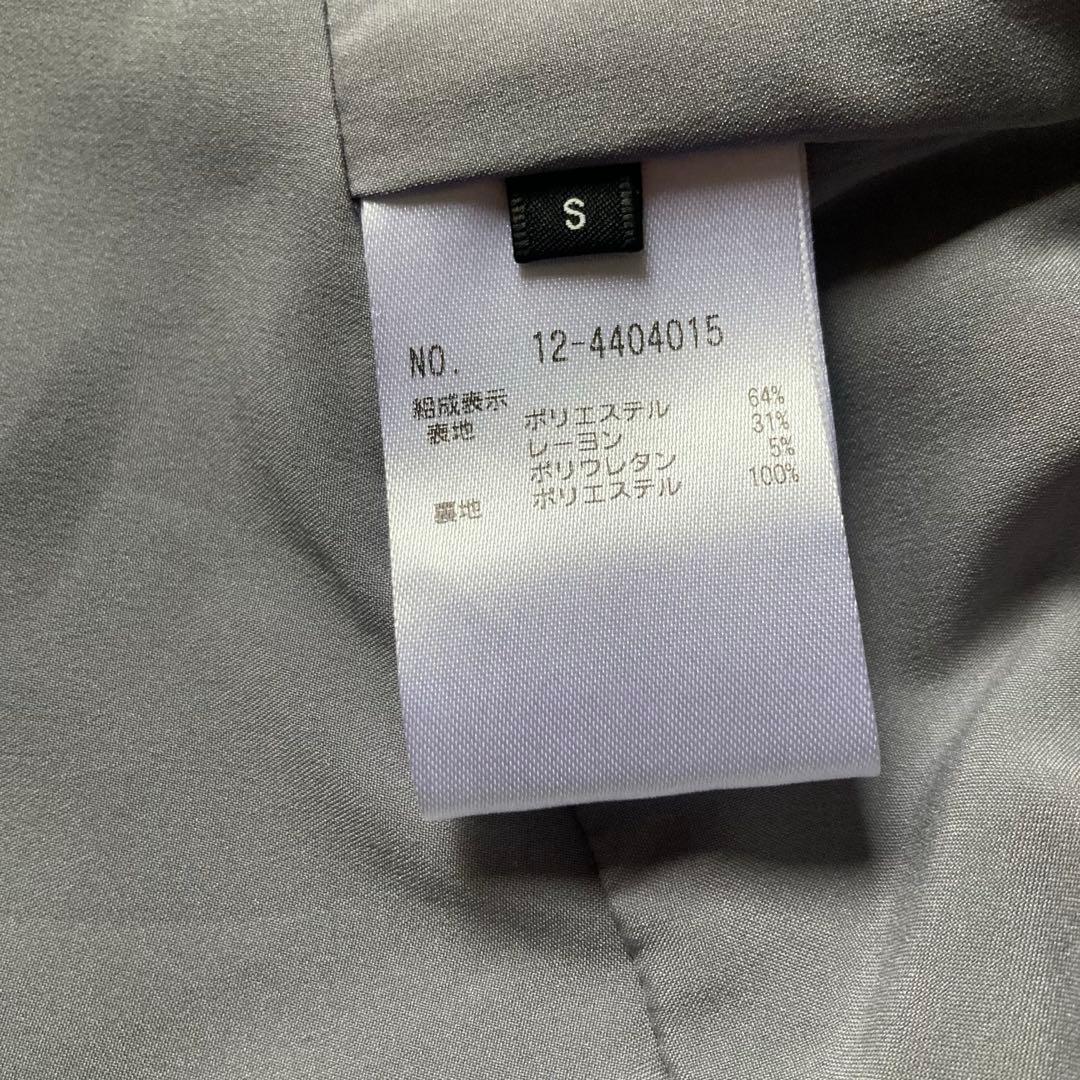 S
NO. 12-4404015
組成表示
表地 ポリエステル 64%
レーヨン 31%
ポリウレタン 5%
裏地 ポリエステル 100%